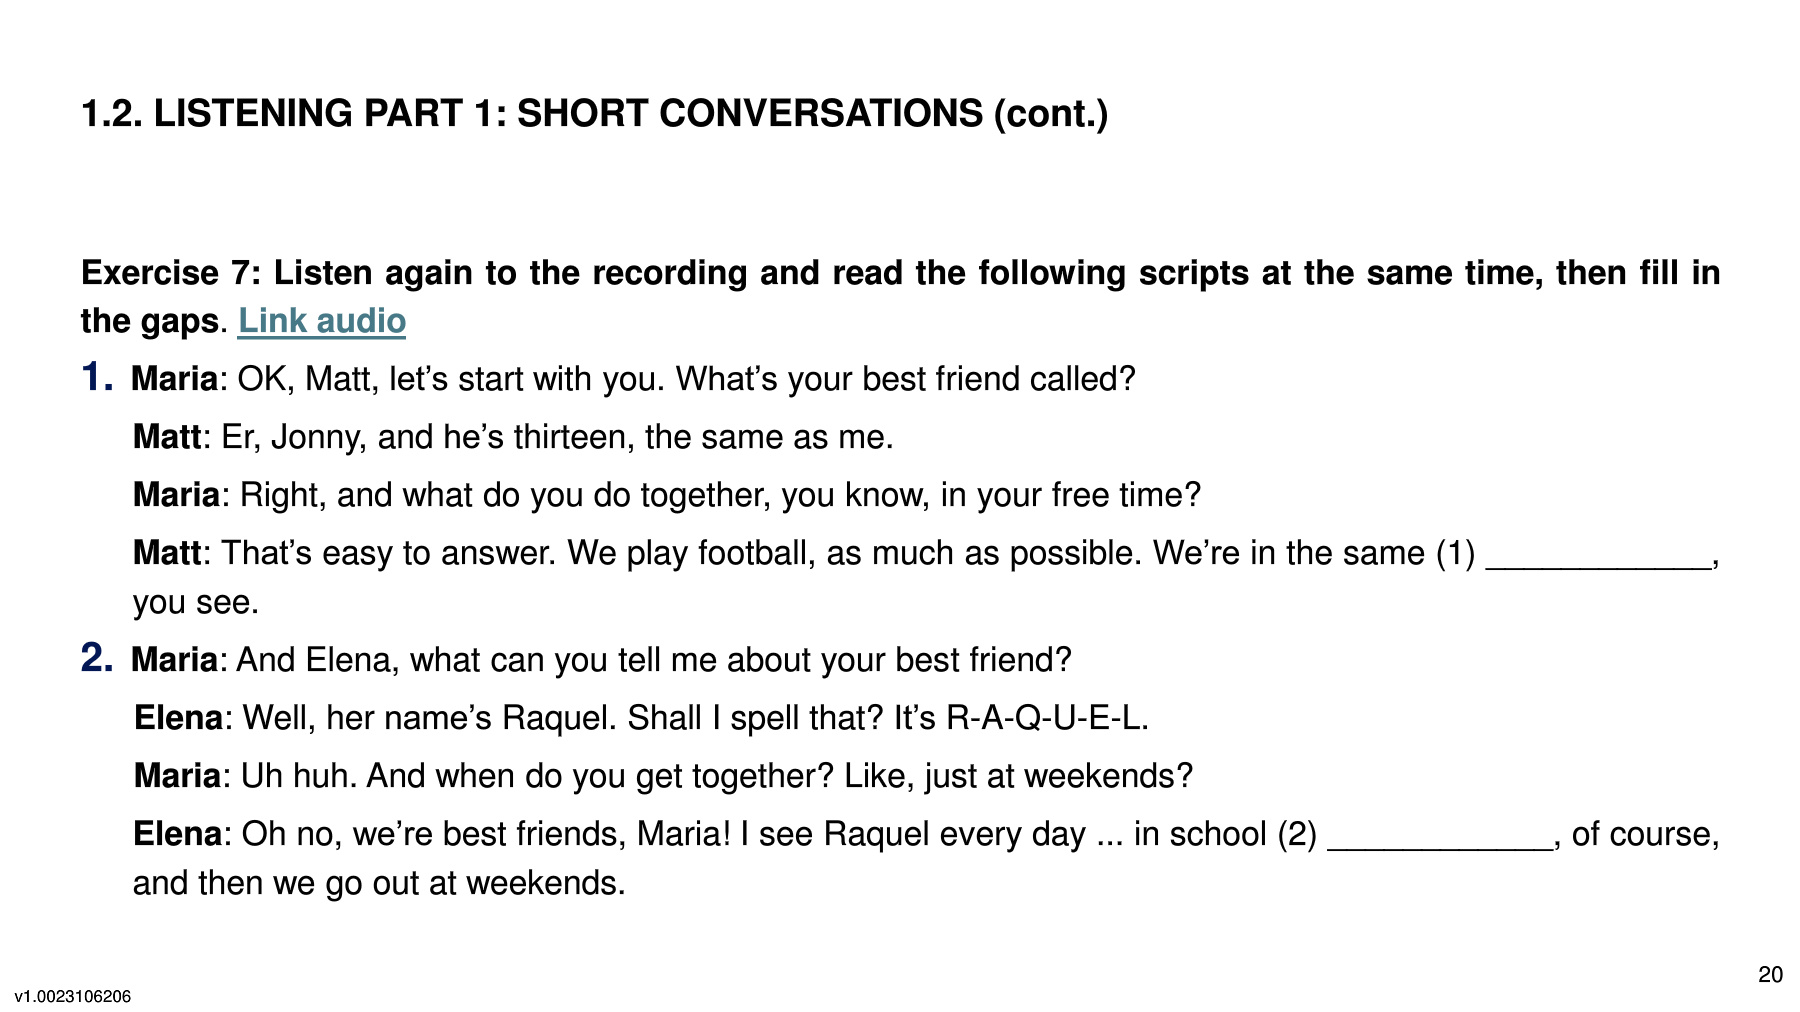 1.2. LISTENING PART 1: SHORT CONVERSATIONS (cont.)
Exercise 7: Listen again to the recording and read the following scripts at the same time, then fill in
the gaps. Link audio
1. Maria: OK, Matt, let’s start with you. What’s your best friend called?
Matt: Er, Jonny, and he’s thirteen, the same as me.
Maria: Right, and what do you do together, you know, in your free time?
Matt: That’s easy to answer. We play football, as much as possible. We’re in the same (1) ____________,
you see.
2. Maria: And Elena, what can you tell me about your best friend?
Elena: Well, her name’s Raquel. Shall I spell that? It’s R-A-Q-U-E-L.
Maria: Uh huh. And when do you get together? Like, just at weekends?
Elena: Oh no, we’re best friends, Maria! I see Raquel every day ... in school (2) ____________, of course,
and then we go out at weekends.
20
v1.0023106206